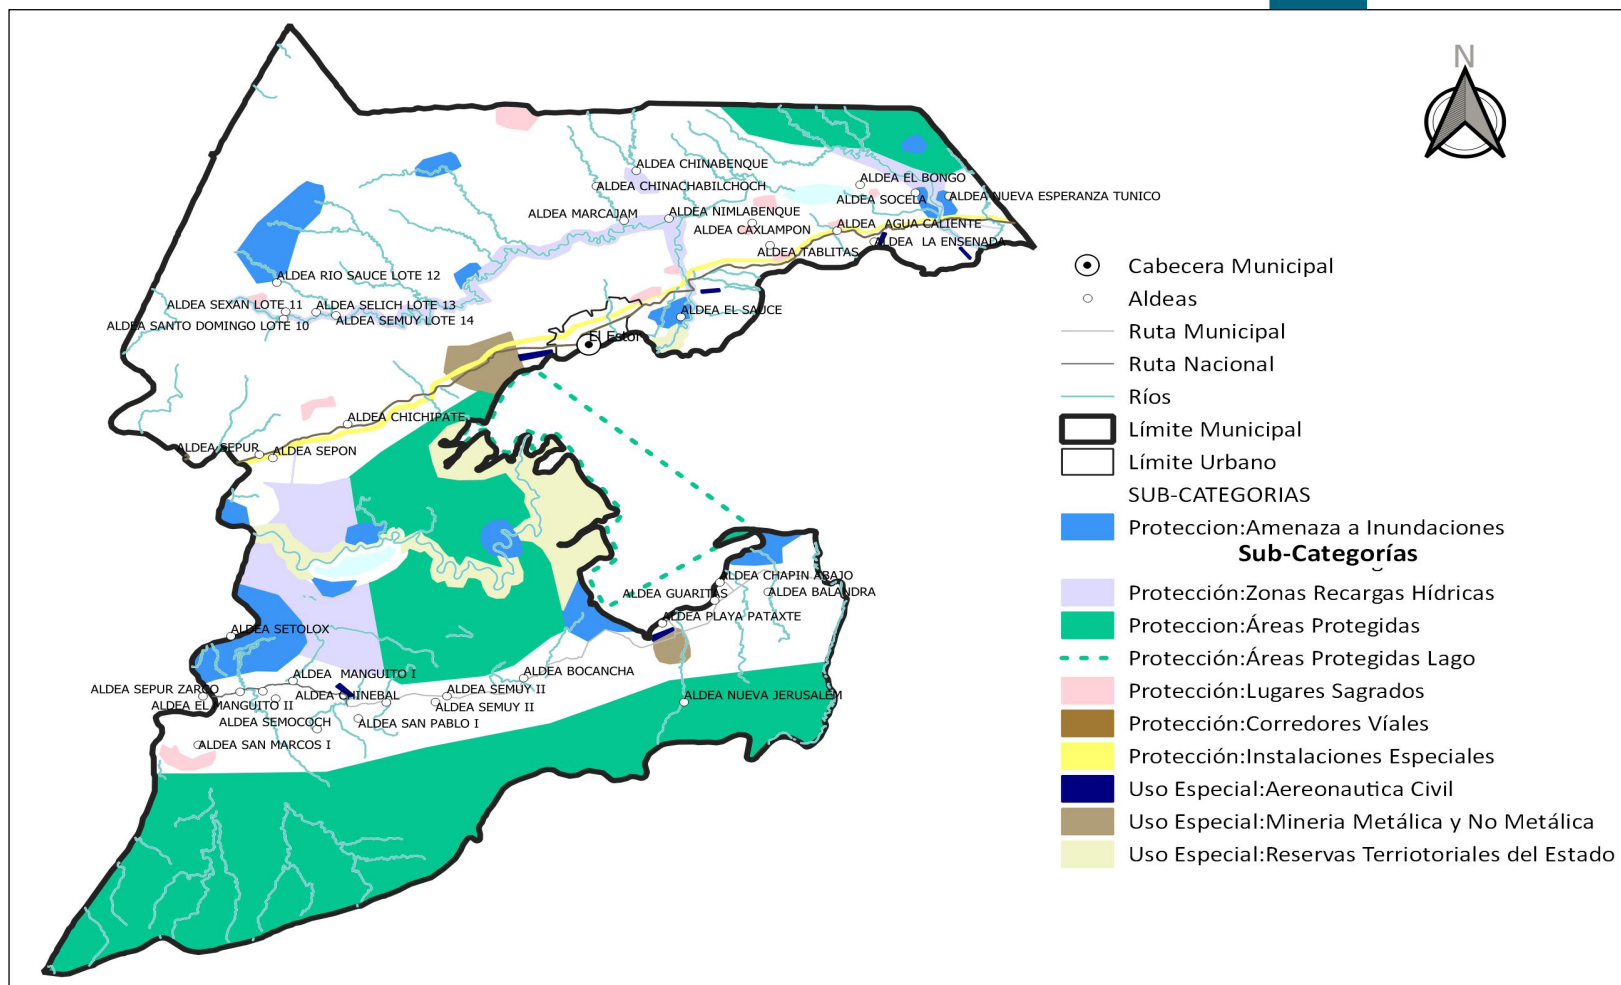 N
ALDEA CHINABENQUE
ALDEA CHINACHABILCHOCH
ALDEA EL BONGO
ALDEA SOCELA
ALDEA NUEVA ESPERANZA TUNICO
ALDEA MARCAJAM
ALDEA NIMLABENQUE
ALDEA CAXLAMPON
ALDEA AGUA CALIENTE
ALDEA LA ENSENADA
ALDEA TABLITAS
ALDEA RIO SAUCE LOTE 12
ALDEA SEXAN LOTE 11
ALDEA SELICH LOTE 13
ALDEA SANTO DOMINGO LOTE 10
ALDEA SEMUY LOTE 14
ALDEA EL SAUCE
El Estor
ALDEA CHICHIPATE
ALDEA SEPUR
ALDEA SEPON
ALDEA CHAPIN ABAJO
ALDEA GUARITAS
ALDEA BALANDRA
ALDEA PLAYA PATAXTE
ALDEA SETOLOX
ALDEA MANGUITO I
ALDEA BOCANCHA
ALDEA SEPUR ZARCO
ALDEA CHINEBAL
ALDEA SEMUY II
ALDEA NUEVA JERUSALEM
ALDEA EL MANGUITO II
ALDEA SEMUY II
ALDEA SEMOCOCH
ALDEA SAN PABLO I
ALDEA SAN MARCOS I
Cabecera Municipal
Aldeas
Ruta Municipal
Ruta Nacional
Ríos
Límite Municipal
Límite Urbano
SUB-CATEGORIAS
Proteccion:Amenaza a Inundaciones
Sub-Categorías
Protección:Zonas Recargas Hídricas
Proteccion:Áreas Protegidas
Protección:Áreas Protegidas Lago
Protección:Lugares Sagrados
Protección:Corredores Víales
Protección:Instalaciones Especiales
Uso Especial:Aereonautica Civil
Uso Especial:Mineria Metálica y No Metálica
Uso Especial:Reservas Terriotoriales del Estado